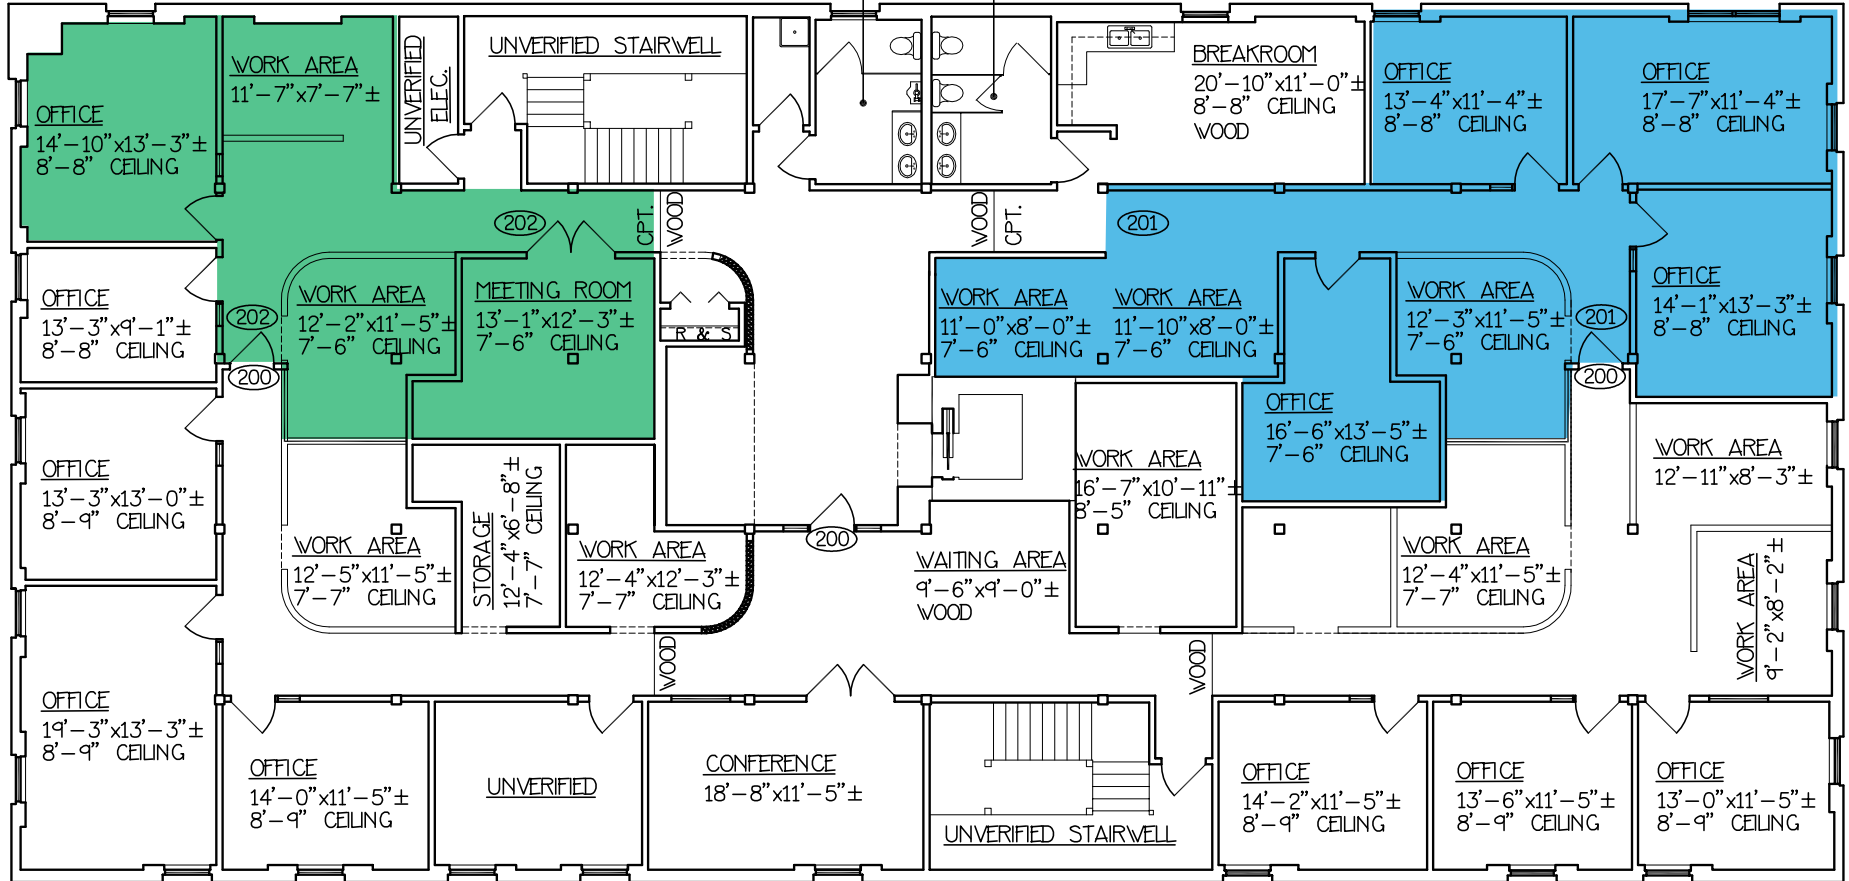 OFFICE
14'-10"x13'-3"±
8'-8" CEILING
WORK AREA
11'-7"x7'-7"±
UNVERIFIED
ELEC.
UNVERIFIED STAIRWELL
BREAKROOM
20'-10"x11'-0"±
8'-8" CEILING
WOOD
OFFICE
13'-4"x11'-4"±
8'-8" CEILING
OFFICE
17'-7"x11'-4"±
8'-8" CEILING
202
CPT.
WOOD
WOOD
CPT.
201
OFFICE
13'-3"x9'-1"±
8'-8" CEILING
202
200
WORK AREA
12'-2"x11'-5"±
7'-6" CEILING
MEETING ROOM
13'-1"x12'-3"±
7'-6" CEILING
R & S
WORK AREA
11'-0"x8'-0"±
7'-6" CEILING
WORK AREA
11'-10"x8'-0"±
7'-6" CEILING
WORK AREA
12'-3"x11'-5"±
7'-6" CEILING
201
200
OFFICE
14'-1"x13'-3"±
8'-8" CEILING
OFFICE
13'-3"x13'-0"±
8'-9" CEILING
STORAGE
12'-4"x6'-8"±
7'-7" CEILING
WORK AREA
16'-7"x10'-11"±
8'-5" CEILING
OFFICE
16'-6"x13'-5"±
7'-6" CEILING
WORK AREA
12'-11"x8'-3"±
WORK AREA
12'-5"x11'-5"±
7'-7" CEILING
WORK AREA
12'-4"x12'-3"±
7'-7" CEILING
200
WAITING AREA
9'-6"x9'-0"±
WOOD
WORK AREA
12'-4"x11'-5"±
7'-7" CEILING
WORK AREA
9'-2"x8'-2"±
WOOD
WOOD
OFFICE
19'-3"x13'-3"±
8'-9" CEILING
OFFICE
14'-0"x11'-5"±
8'-9" CEILING
UNVERIFIED
CONFERENCE
18'-8"x11'-5"±
UNVERIFIED STAIRWELL
OFFICE
14'-2"x11'-5"±
8'-9" CEILING
OFFICE
13'-6"x11'-5"±
8'-9" CEILING
OFFICE
13'-0"x11'-5"±
8'-9" CEILING